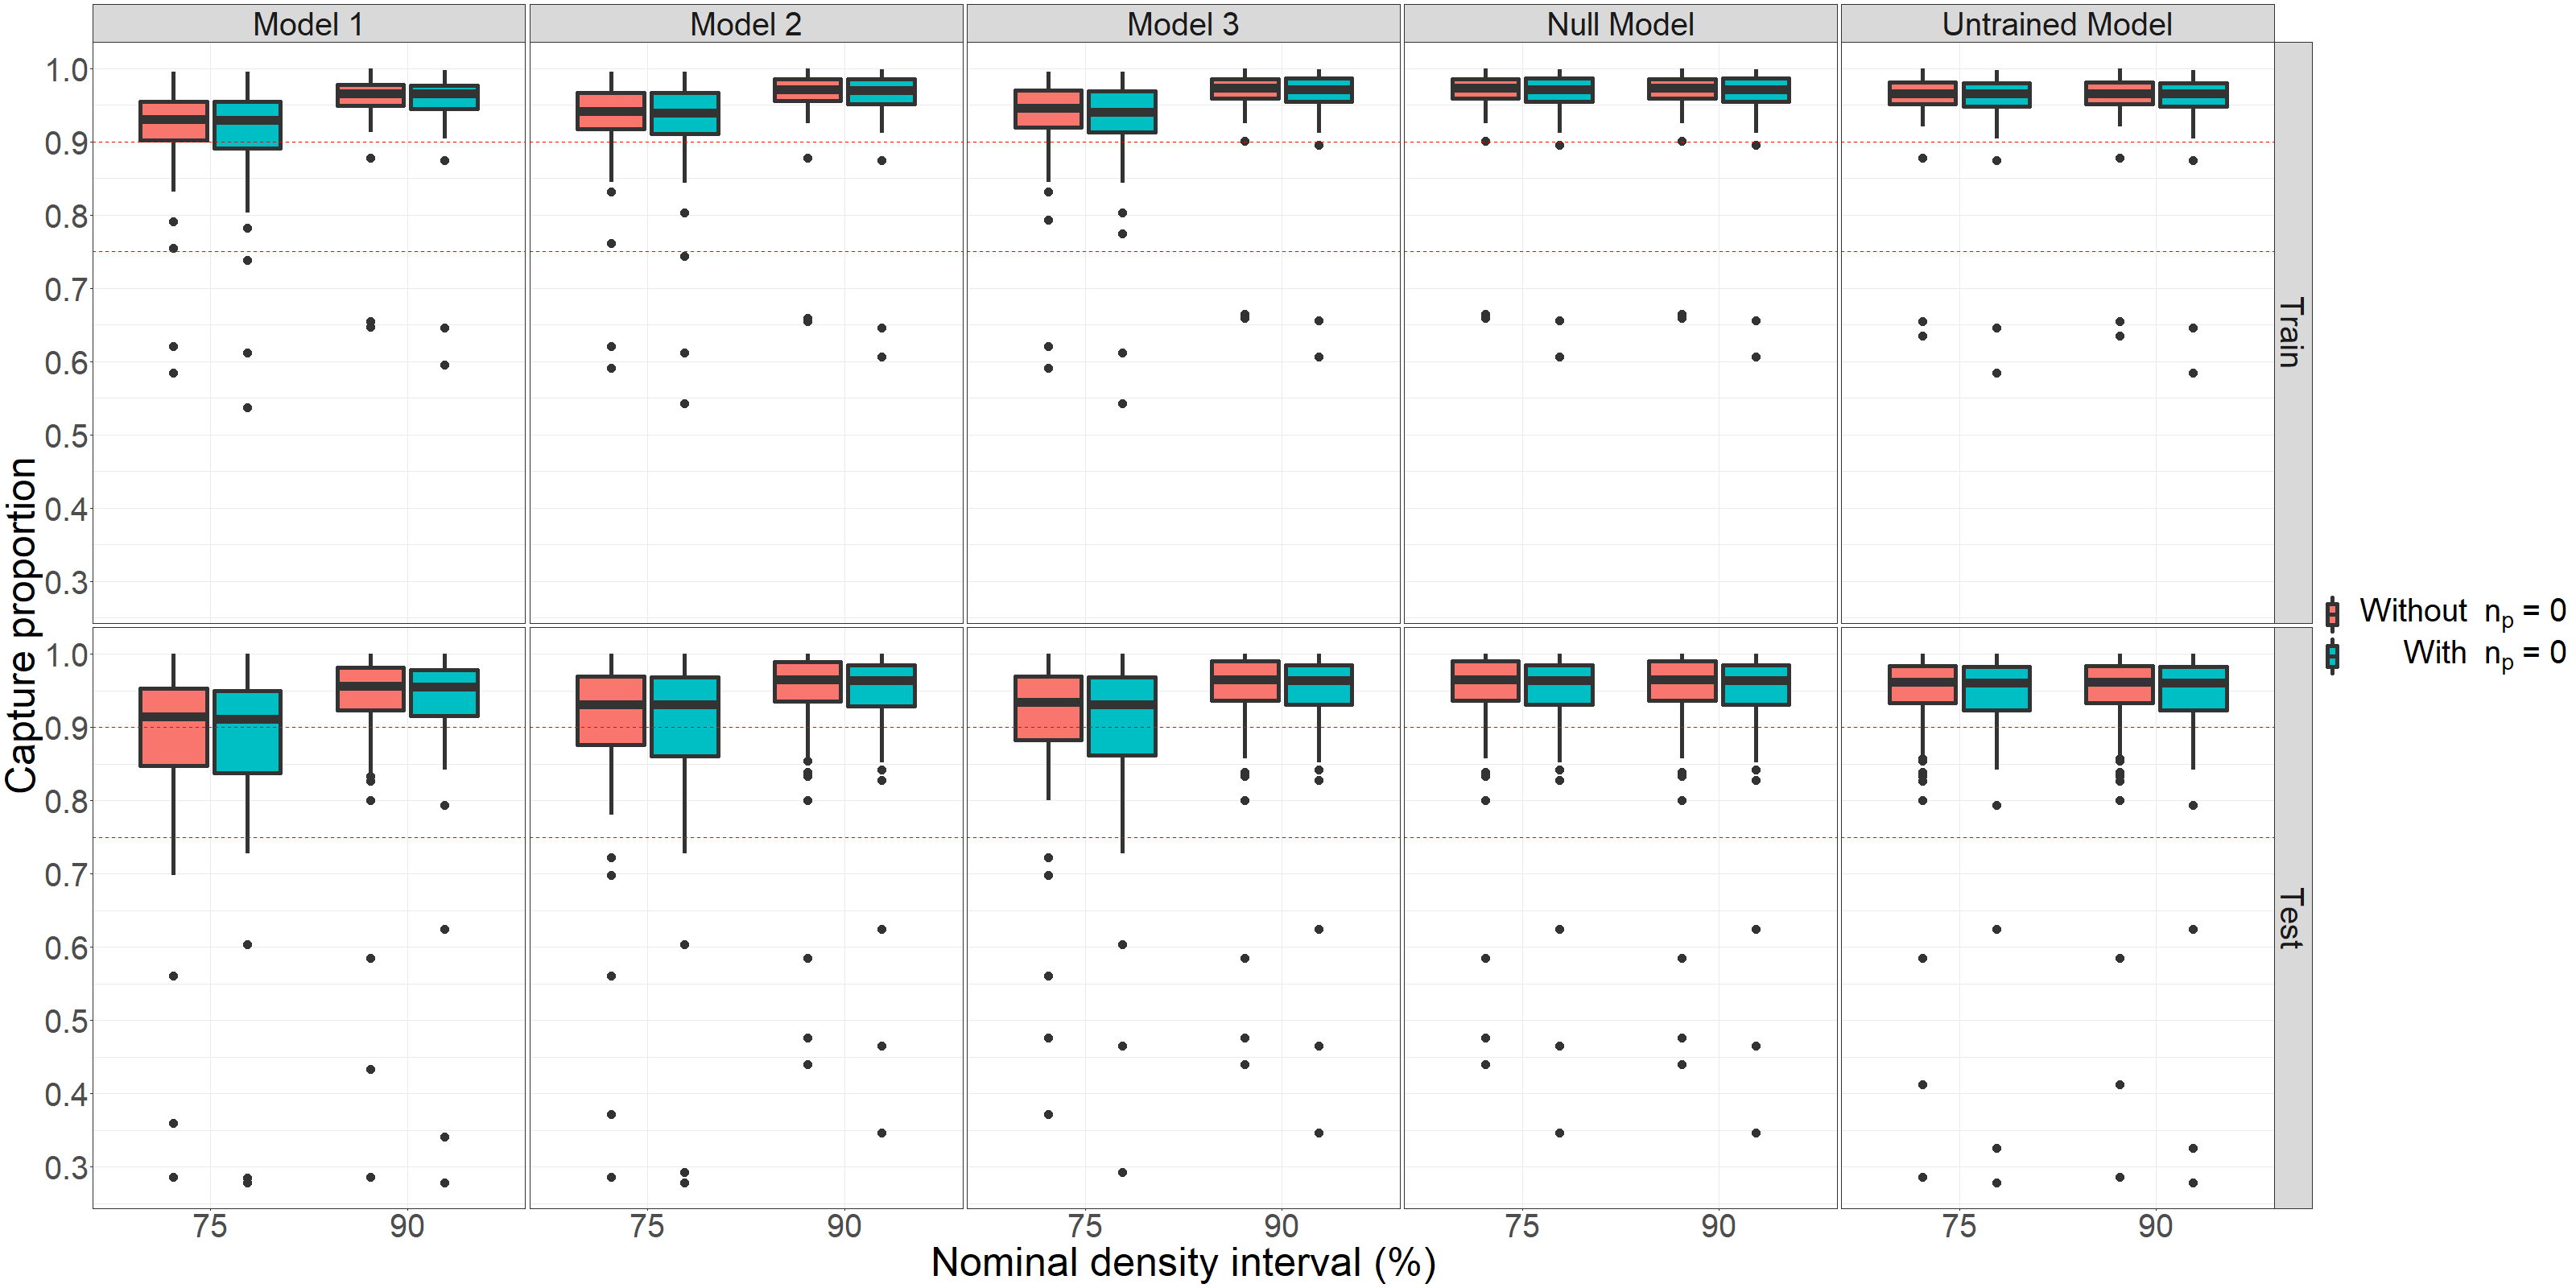 Model 1 Model 2 Model 3 Null Model Untrained Model
1.0
0.9
0.8
0.7
0.6
0.5
0.4
0.3
Train
Capture proportion
1.0
0.9
0.8
0.7
0.6
0.5
0.4
0.3
Test
75 90 75 90 75 90 75 90 75 90
Nominal density interval (%)
Without nₚ = 0
With nₚ = 0